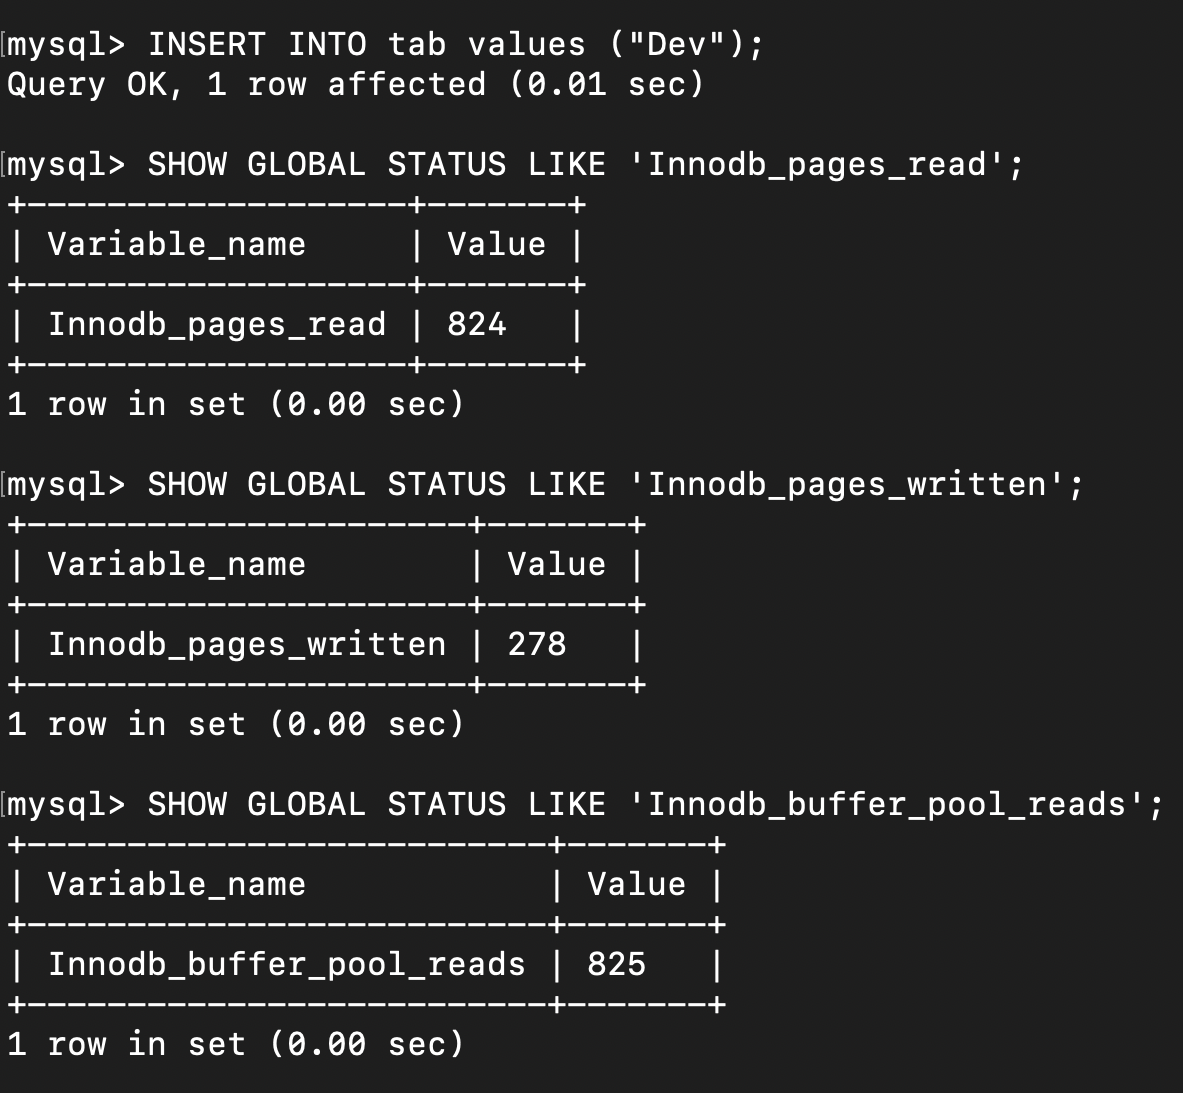 [mysql> INSERT INTO tab values ("Dev");
Query OK, 1 row affected (0.01 sec)
[mysql> SHOW GLOBAL STATUS LIKE 'Innodb_pages_read';
+-------------------+-------+
| Variable_name     | Value |
+-------------------+-------+
| Innodb_pages_read | 824   |
+-------------------+-------+
1 row in set (0.00 sec)
[mysql> SHOW GLOBAL STATUS LIKE 'Innodb_pages_written';
+----------------------+-------+
| Variable_name        | Value |
+----------------------+-------+
| Innodb_pages_written | 278   |
+----------------------+-------+
1 row in set (0.00 sec)
[mysql> SHOW GLOBAL STATUS LIKE 'Innodb_buffer_pool_reads';
+--------------------------+-------+
| Variable_name            | Value |
+--------------------------+-------+
| Innodb_buffer_pool_reads | 825   |
+--------------------------+-------+
1 row in set (0.00 sec)